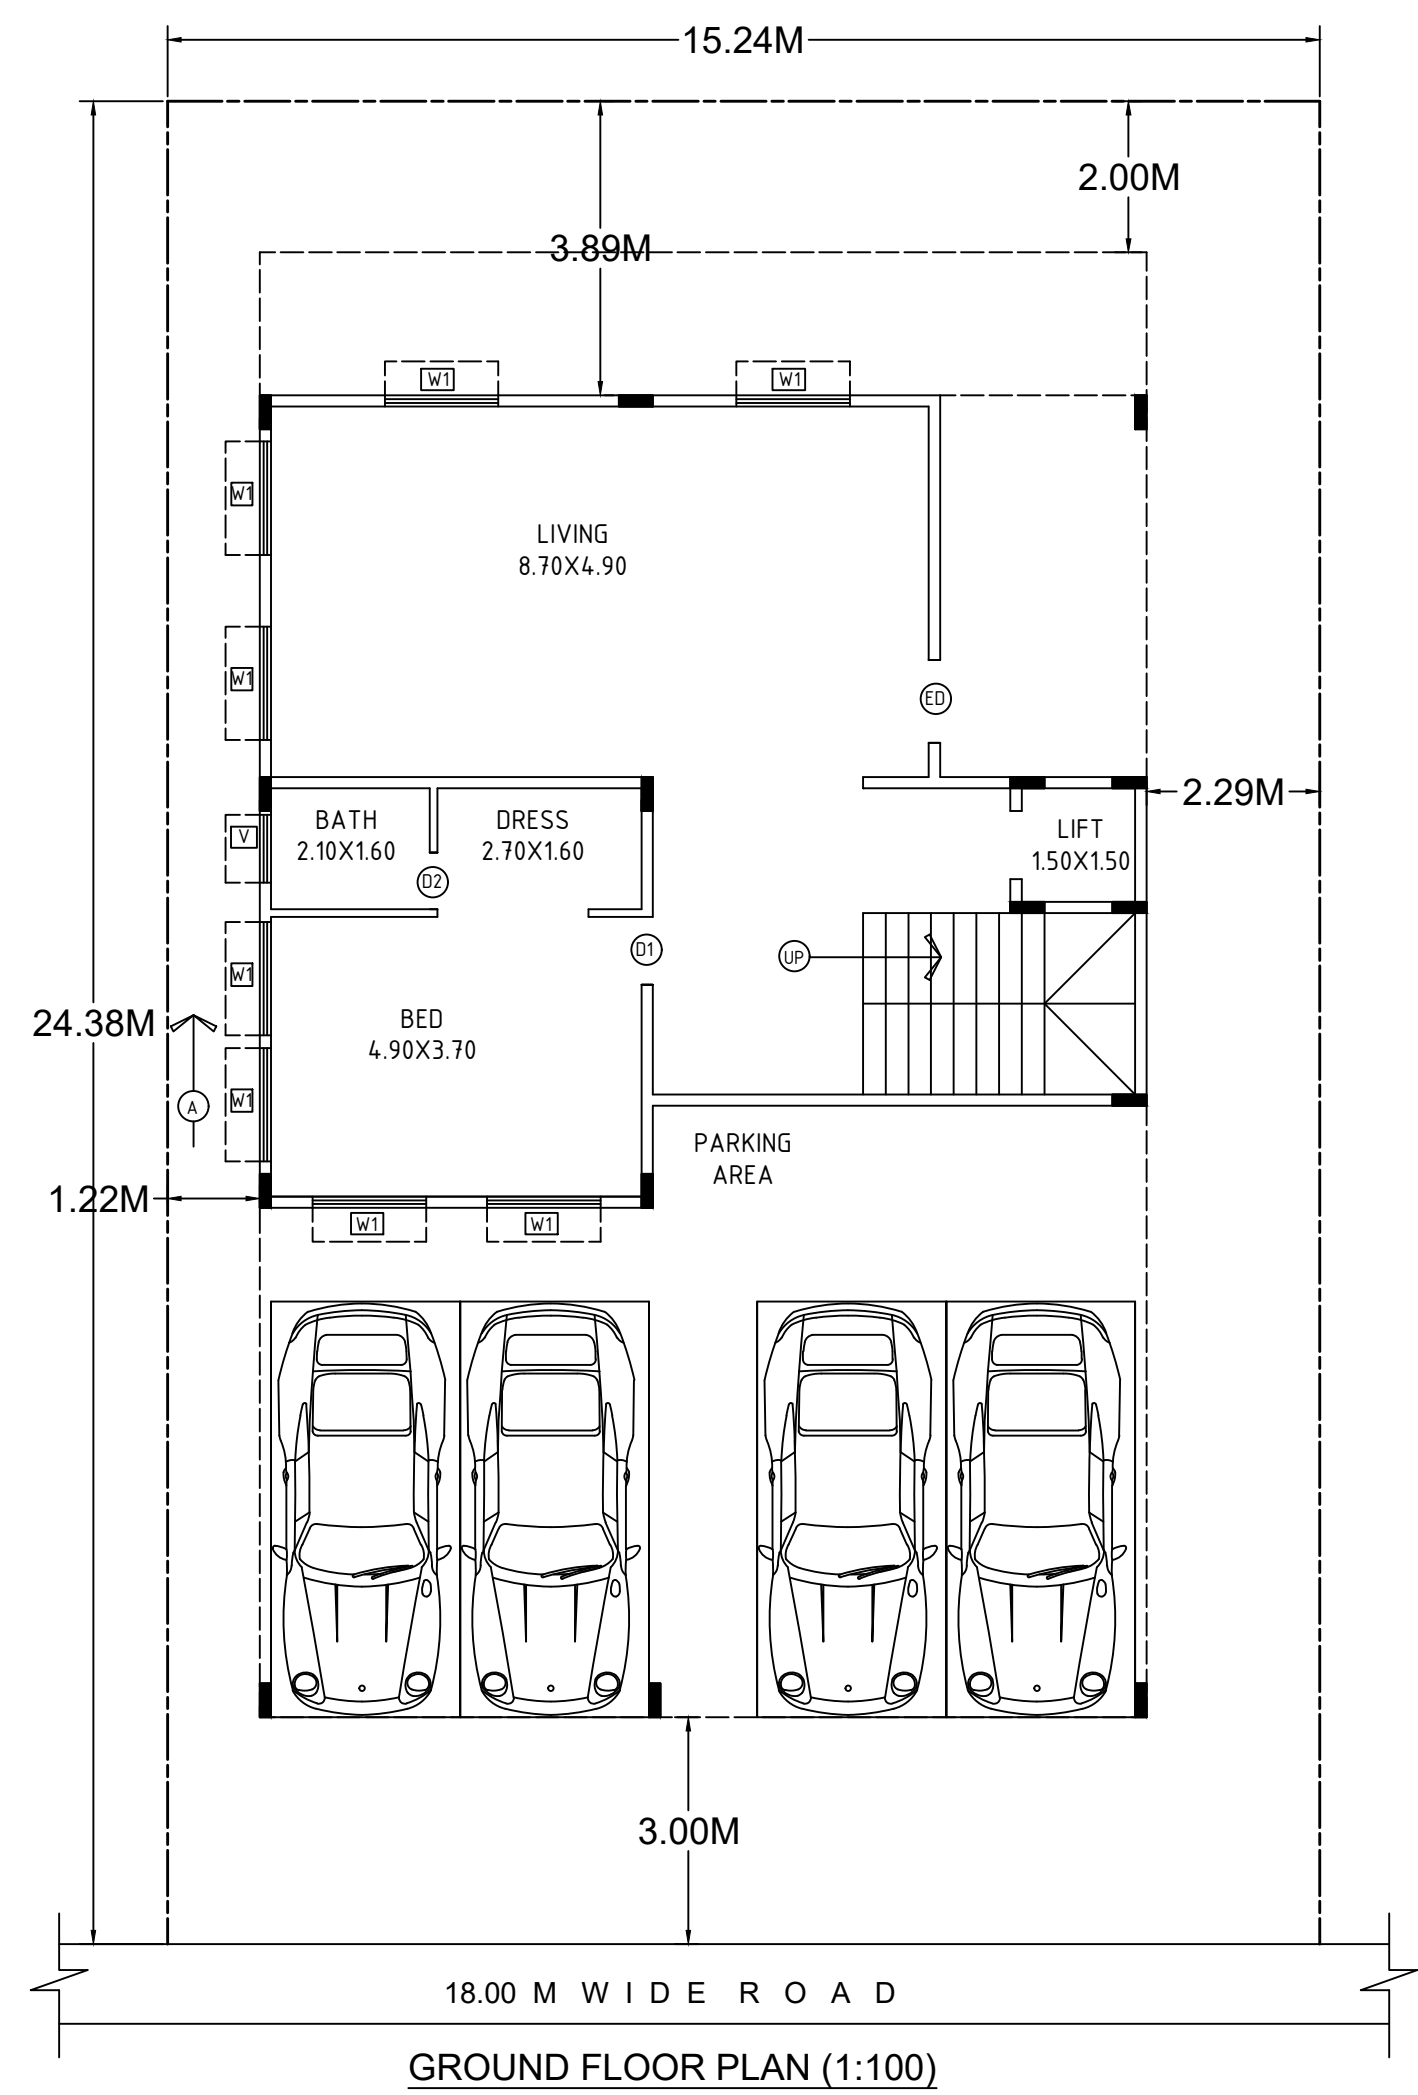 15.24M
2.00M
3.89M
W1
W1
W1
LIVING
8.70X4.90
W1
ED
2.29M
BATH
2.10X1.60
DRESS
2.70X1.60
LIFT
1.50X1.50
V
D2
D1
UP
W1
24.38M
BED
4.90X3.70
W1
A
PARKING
AREA
1.22M
W1
W1
3.00M
18.00 M WIDE ROAD
GROUND FLOOR PLAN (1:100)